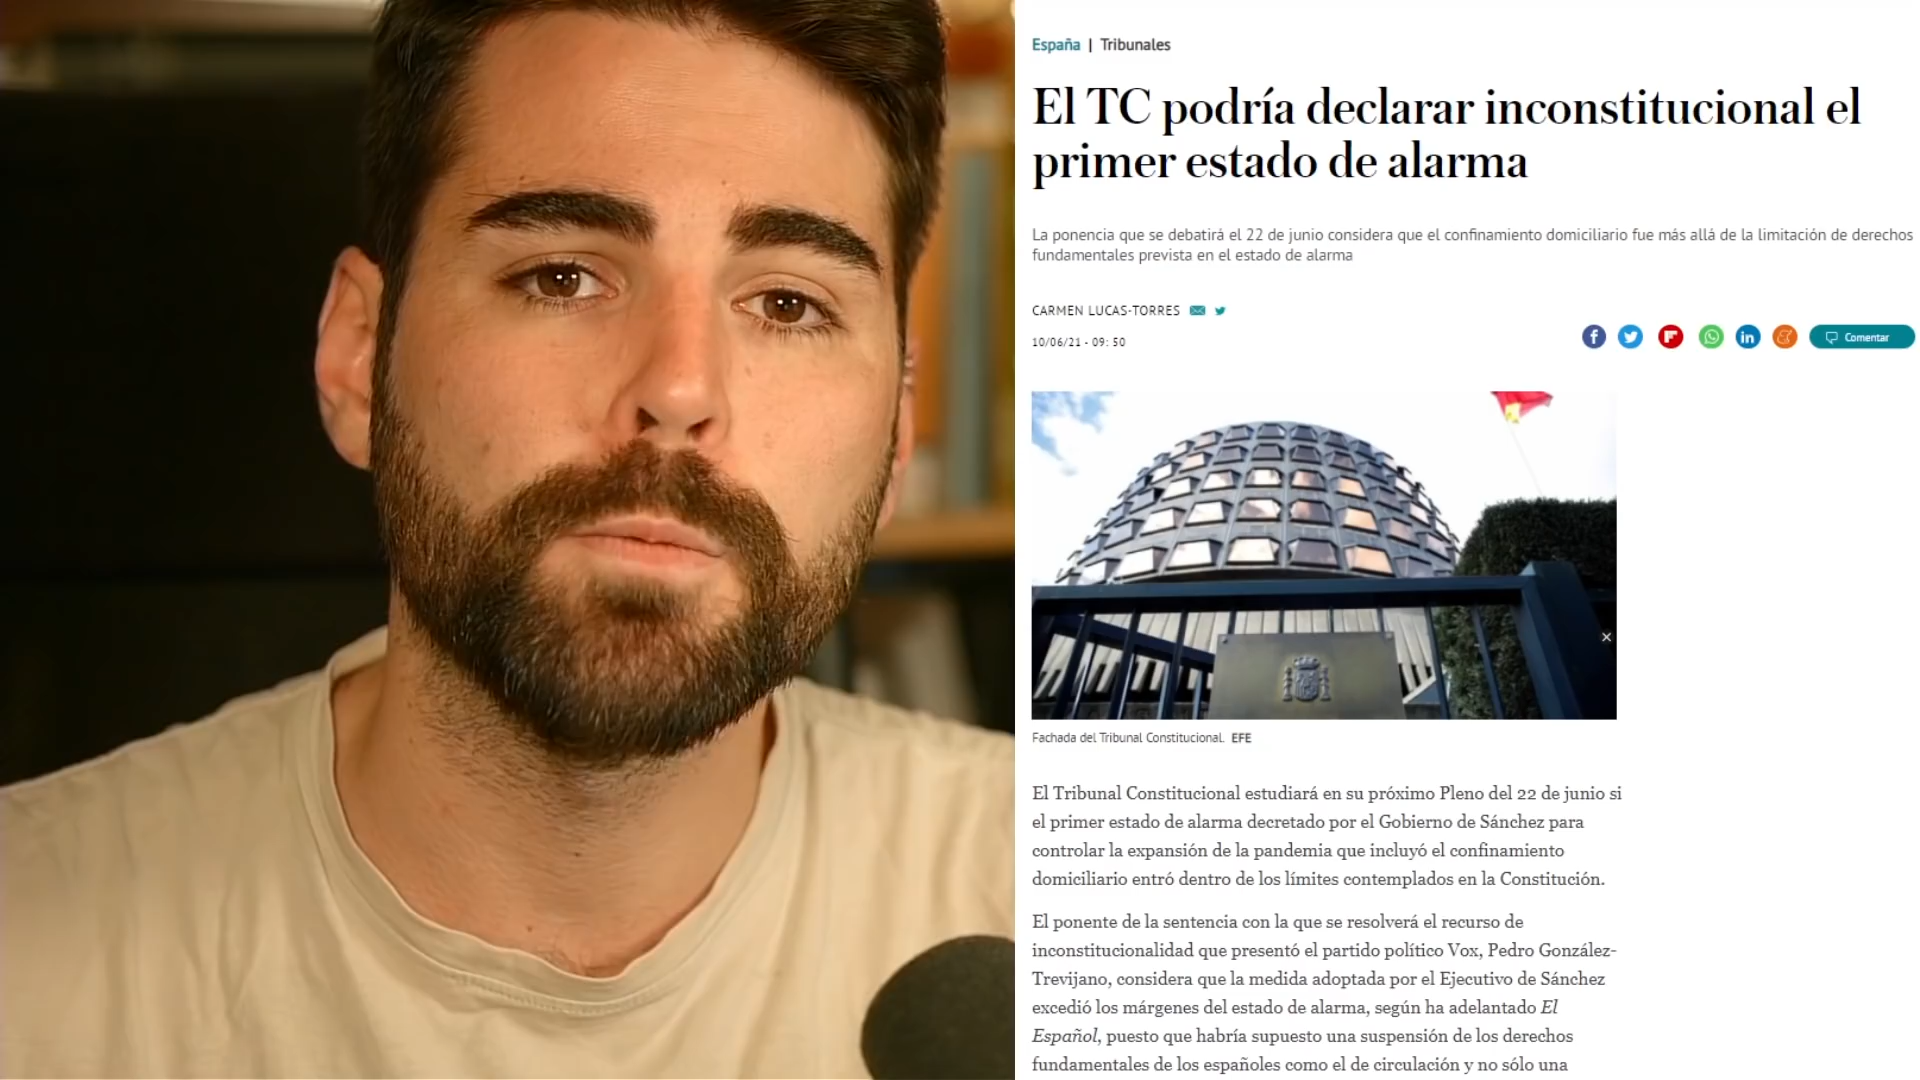 España | Tribunales
El TC podría declarar inconstitucional el
primer estado de alarma
La ponencia que se debatirá el 22 de junio considera que el confinamiento domiciliario fue más allá de la limitación de derechos
fundamentales prevista en el estado de alarma
CARMEN LUCAS-TORRES
10/06/21 - 09: 50
Comentar
Fachada del Tribunal Constitucional. EFE
El Tribunal Constitucional estudiará en su próximo Pleno del 22 de junio si
el primer estado de alarma decretado por el Gobierno de Sánchez para
controlar la expansión de la pandemia que incluyó el confinamiento
domiciliario entró dentro de los límites contemplados en la Constitución.
El ponente de la sentencia con la que se resolverá el recurso de
inconstitucionalidad que presentó el partido político Vox, Pedro González-
Trevijano, considera que la medida adoptada por el Ejecutivo de Sánchez
excedió los márgenes del estado de alarma, según ha adelantado El
Español, puesto que habría supuesto una suspensión de los derechos
fundamentales de los españoles como el de circulación y no sólo una